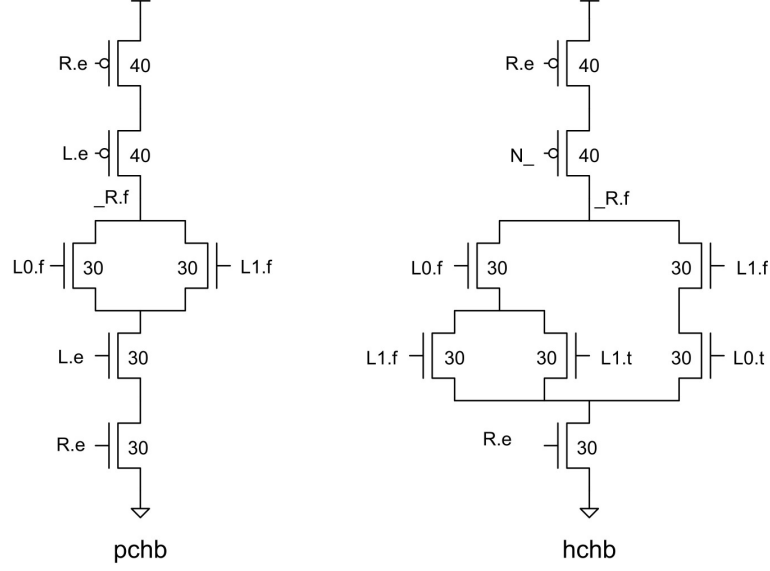 R.e 40
L.e 40
_R.f
L0.f 30 30 L1.f
L.e 30
R.e 30
pchb
R.e 40
N_ 40
_R.f
L0.f 30 30 L1.f
L1.f 30 30 L1.t 30 L0.t
R.e 30
hchb